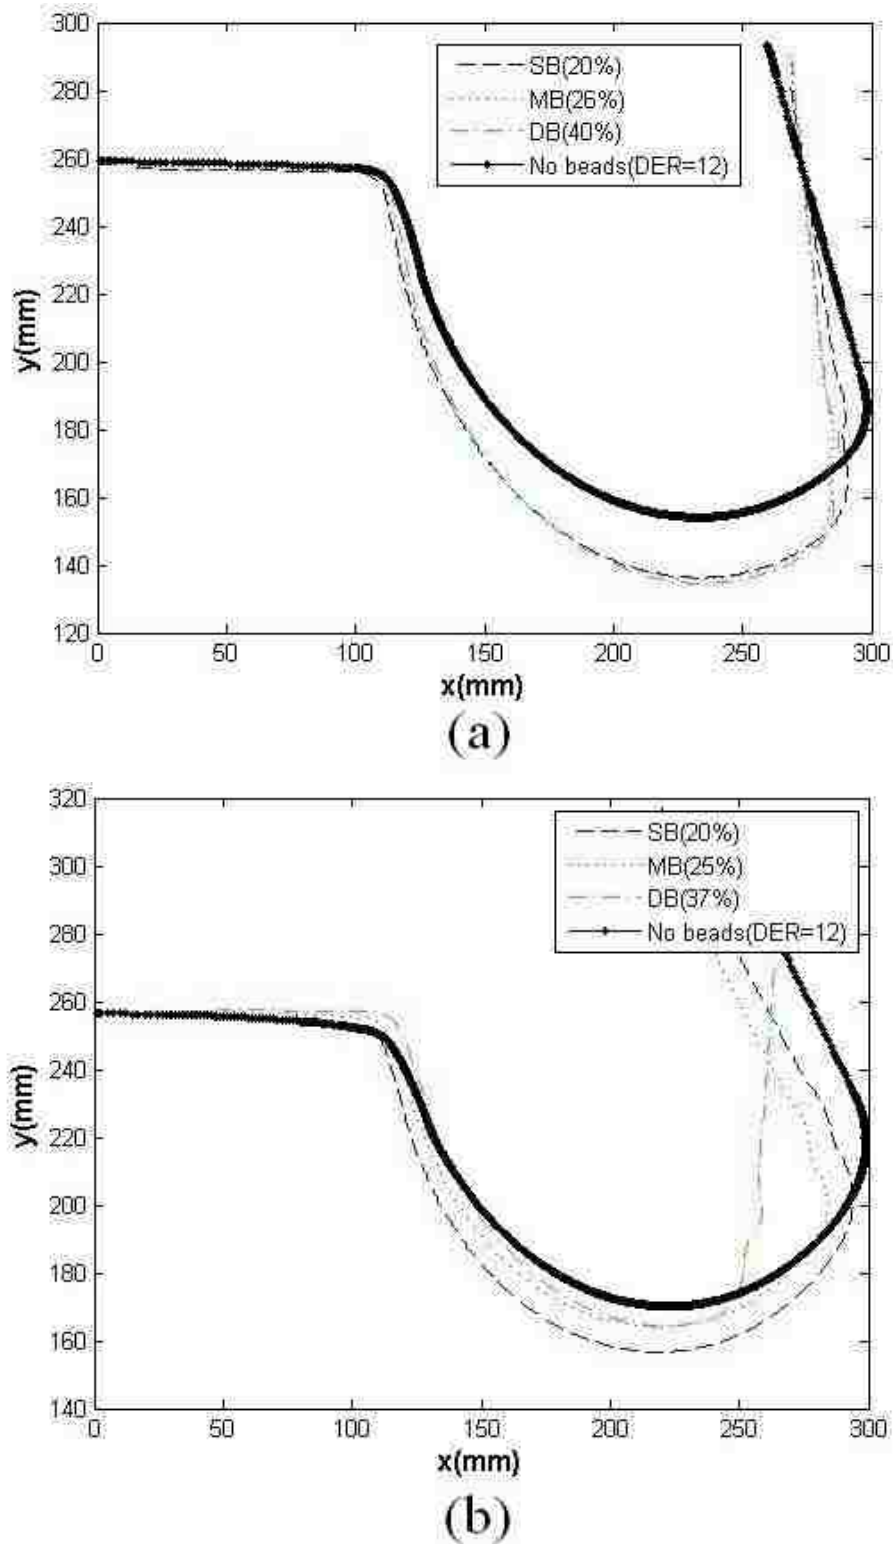 300
280
260
240
220
200
180
160
140
120
y(mm)
SB(20%)
MB(26%)
DB(40%)
No beads(DER=12)
0 50 100 150 200 250 300
x(mm)
(a)
320
300
280
260
240
220
200
180
160
140
y(mm)
SB(20%)
MB(25%)
DB(37%)
No beads(DER=12)
0 50 100 150 200 250 300
x(mm)
(b)